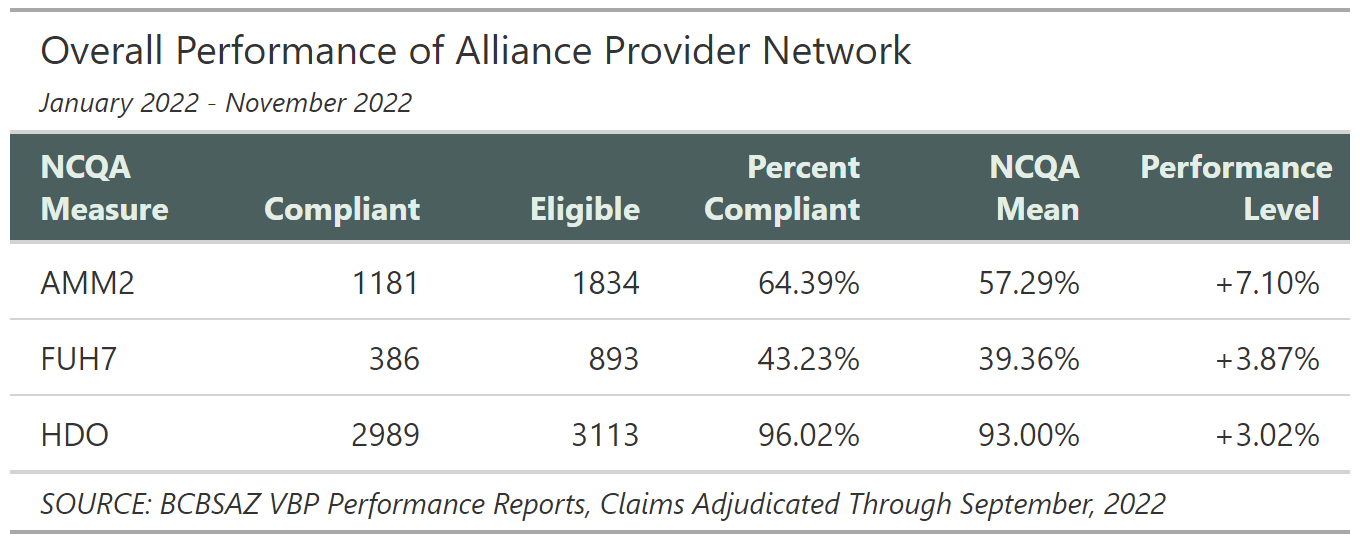 Overall Performance of Alliance Provider Network
January 2022 - November 2022
NCQA Measure Compliant Eligible Percent Compliant NCQA Mean Performance Level
AMM2 1181 1834 64.39% 57.29% +7.10%
FUH7 386 893 43.23% 39.36% +3.87%
HDO 2989 3113 96.02% 93.00% +3.02%
SOURCE: BCBSAZ VBP Performance Reports, Claims Adjudicated Through September, 2022